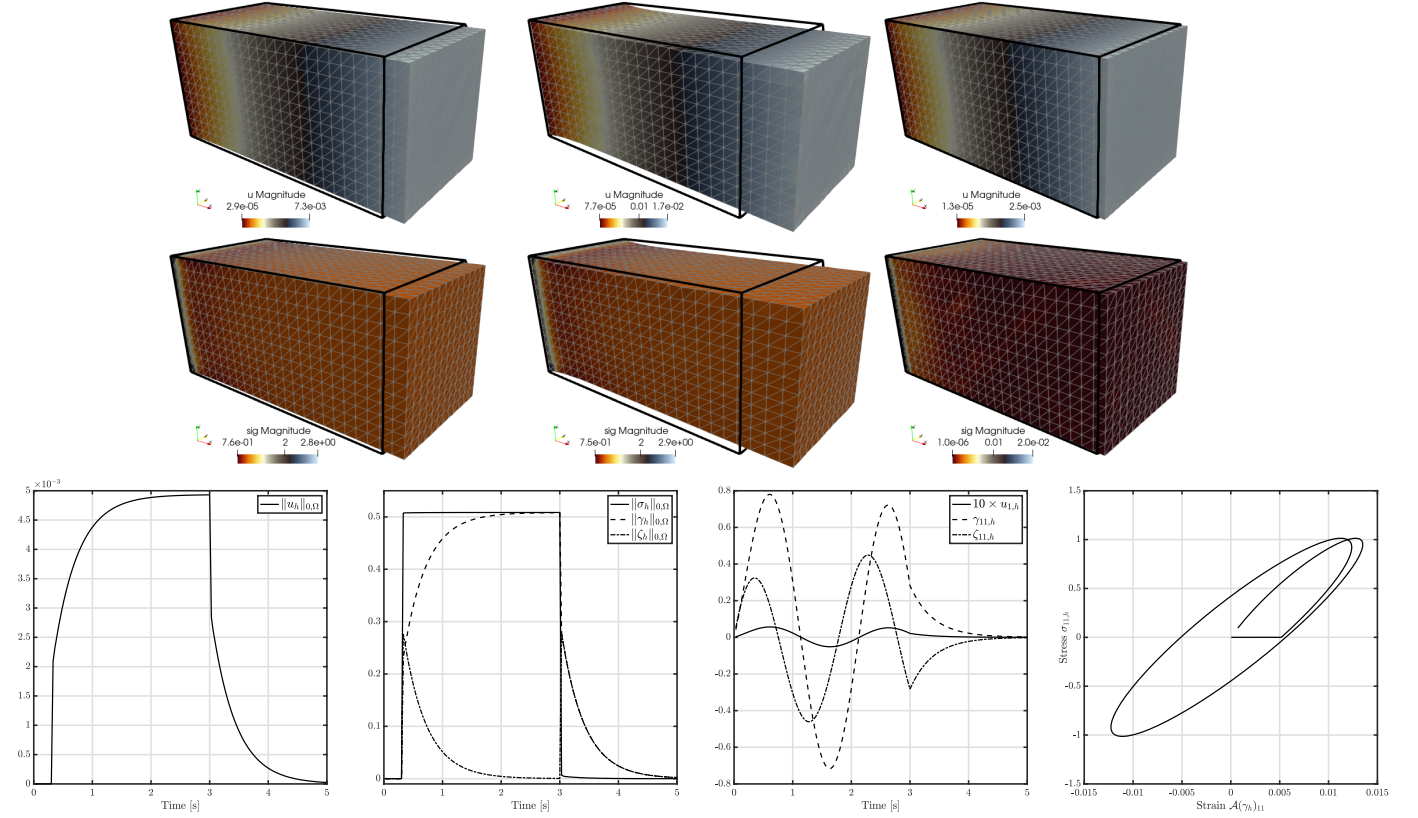 u Magnitude
2.9e-05 7.3e-03
u Magnitude
7.7e-05 0.01 1.7e-02
u Magnitude
1.3e-05 2.5e-03
sig Magnitude
7.6e-01 2 2.8e+00
sig Magnitude
7.5e-01 2 2.9e+00
sig Magnitude
1.0e-06 0.01 2.0e-02
×10⁻³
5
4.5
4
3.5
3
2.5
2
1.5
1
0.5
0
0 1 2 3 4 5
Time [s]
||u_h||_{0,Ω}
0.5
0.4
0.3
0.2
0.1
0
0 1 2 3 4 5
Time [s]
||σ_h||_{0,Ω}
||γ_h||_{0,Ω}
||ζ_h||_{0,Ω}
0.8
0.6
0.4
0.2
0
-0.2
-0.4
-0.6
-0.8
0 1 2 3 4 5
Time [s]
10 × u_{1,h}
γ_{11,h}
ζ_{11,h}
Stress σ_{11,h}
1.5
1
0.5
0
-0.5
-1
-1.5
-0.015 -0.01 -0.005 0 0.005 0.01 0.015
Strain 𝒜(γ_h)_{11}